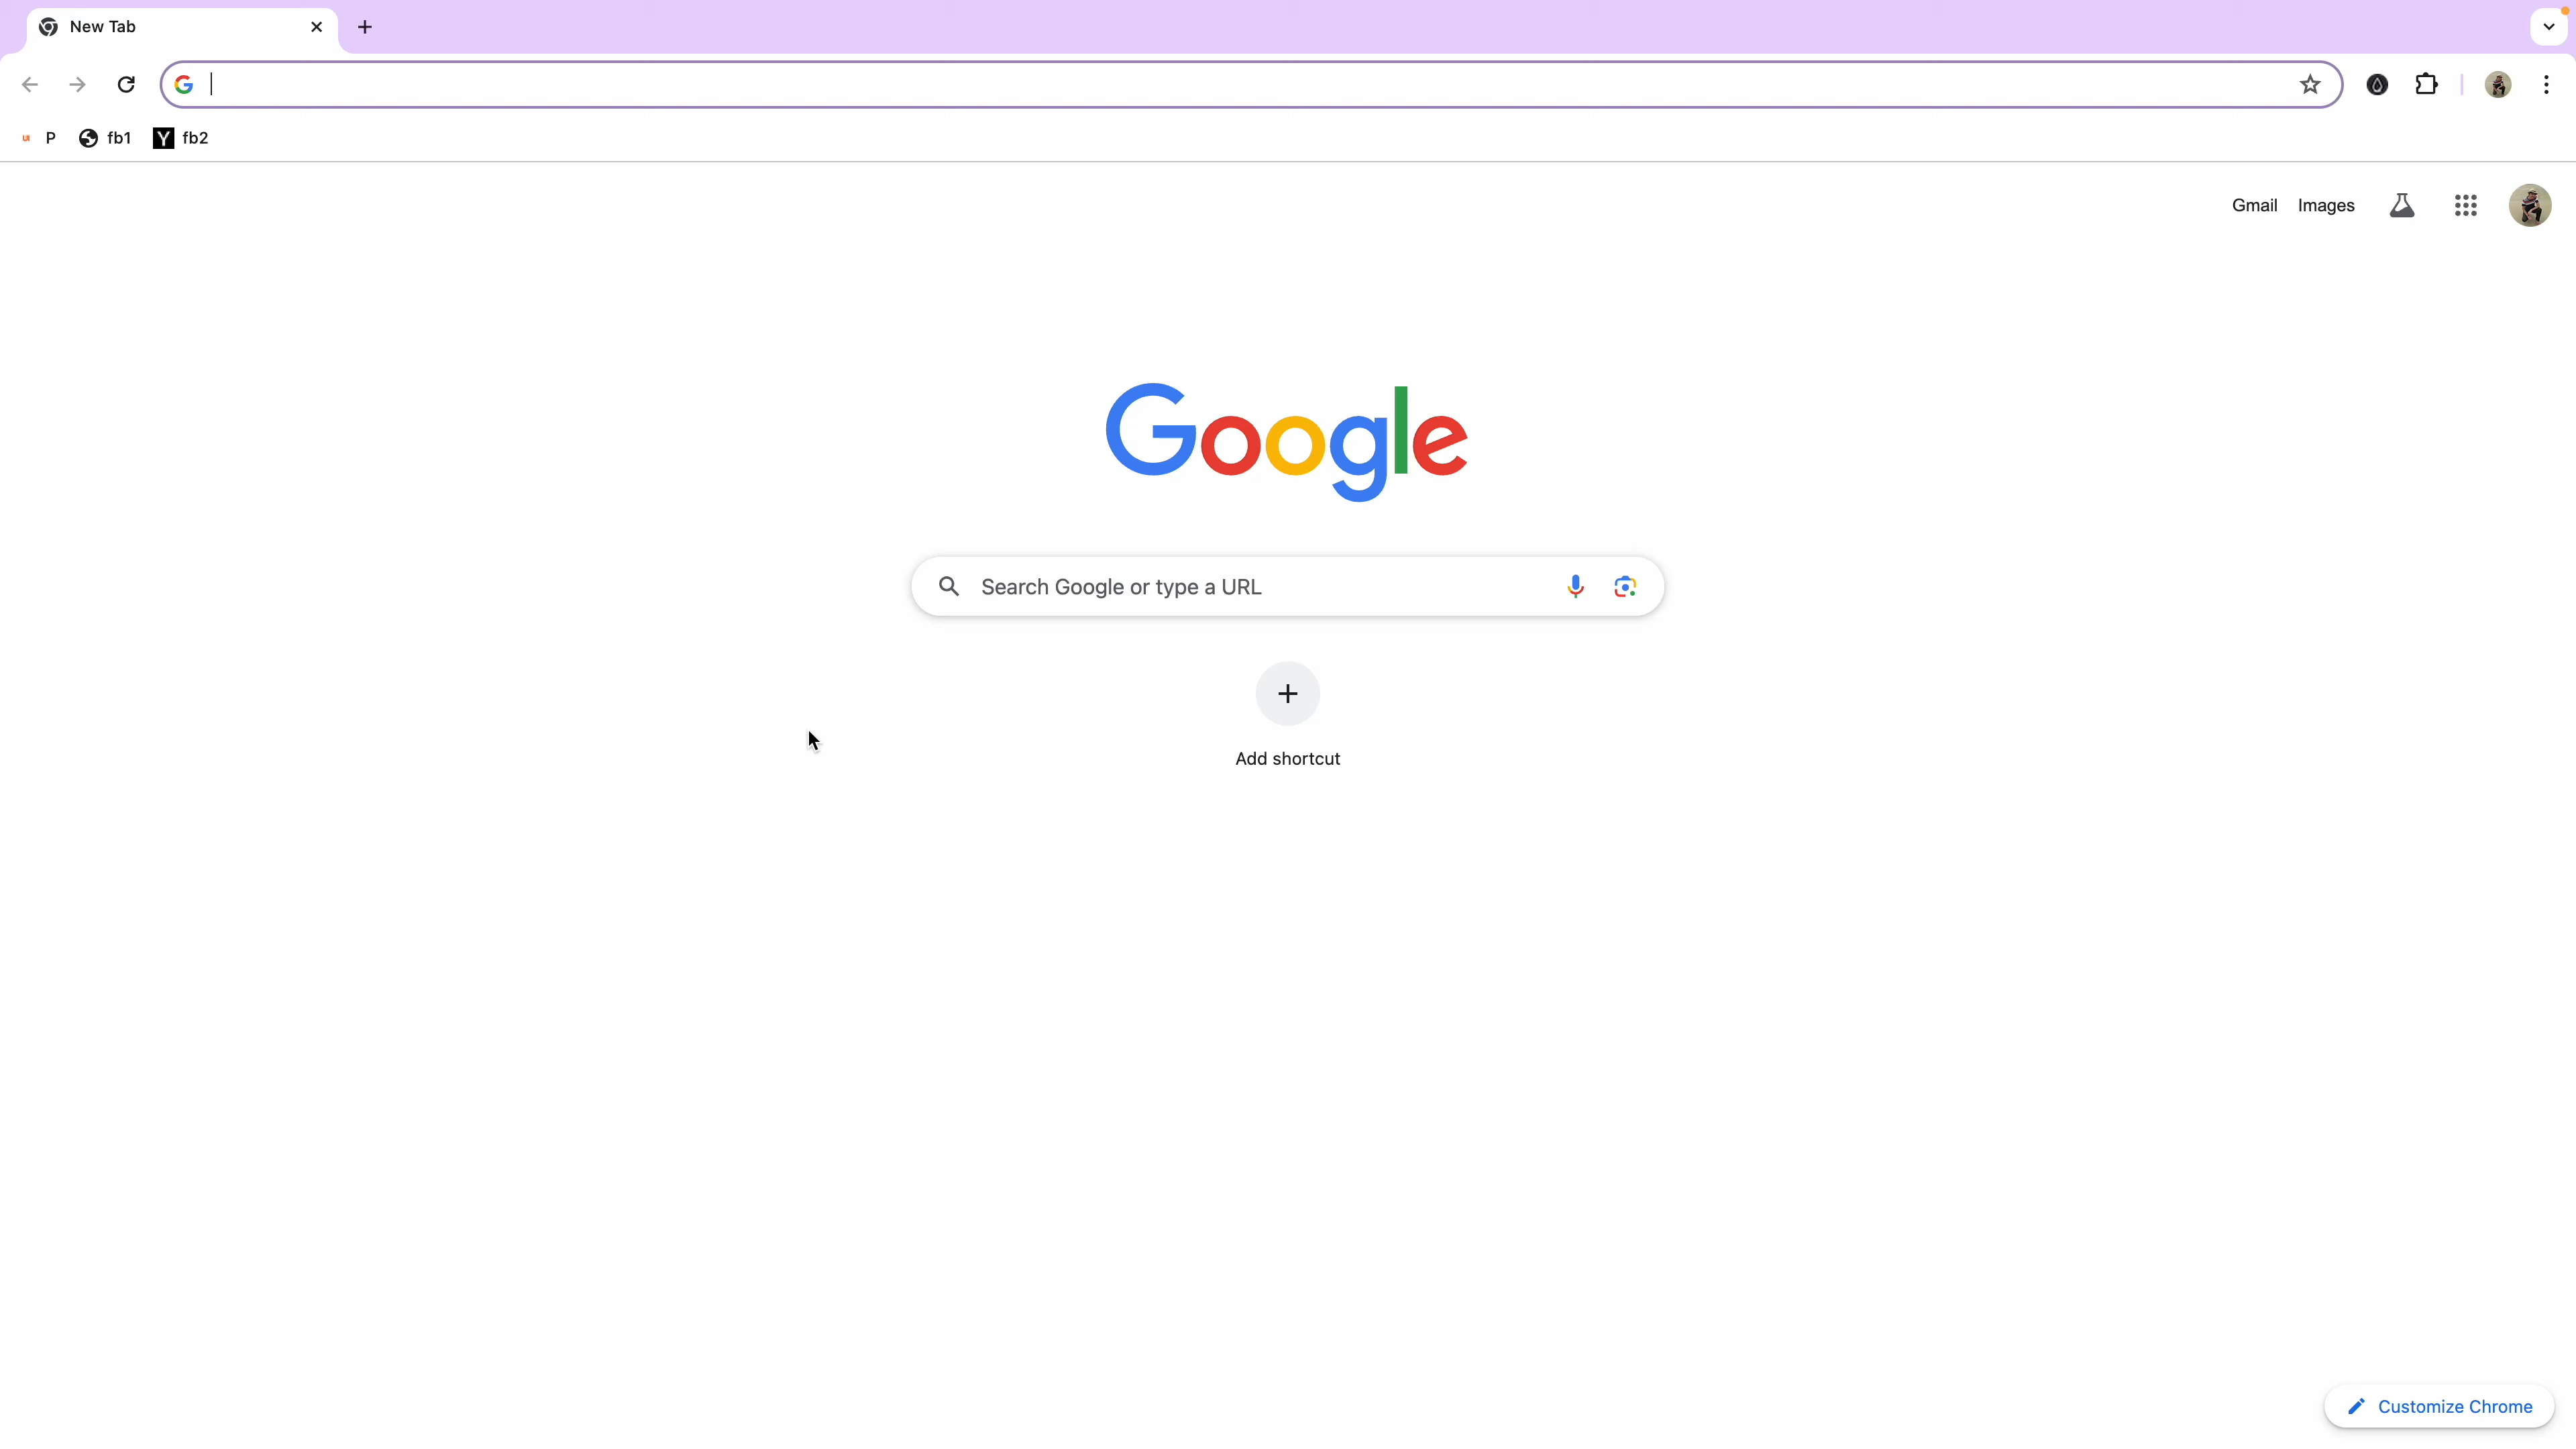 New Tab
P fb1 fb2
Gmail Images
Google
Search Google or type a URL
Add shortcut
Customize Chrome